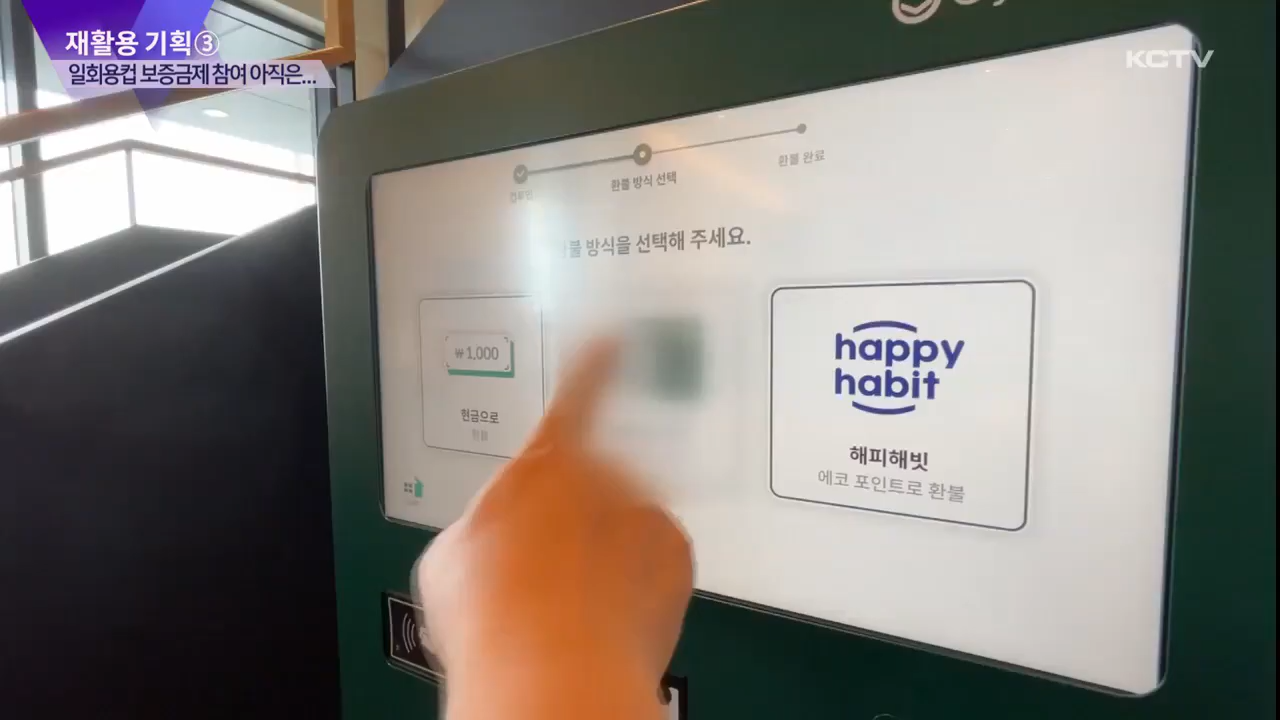 재활용 기획③
일회용컵 보증금제 참여 아직은...
KCTV
환불 완료
환불 방식 선택
방식을 선택해 주세요.
₩1,000
현금으로
환불
happy
habit
해피해빗
에코 포인트로 환불